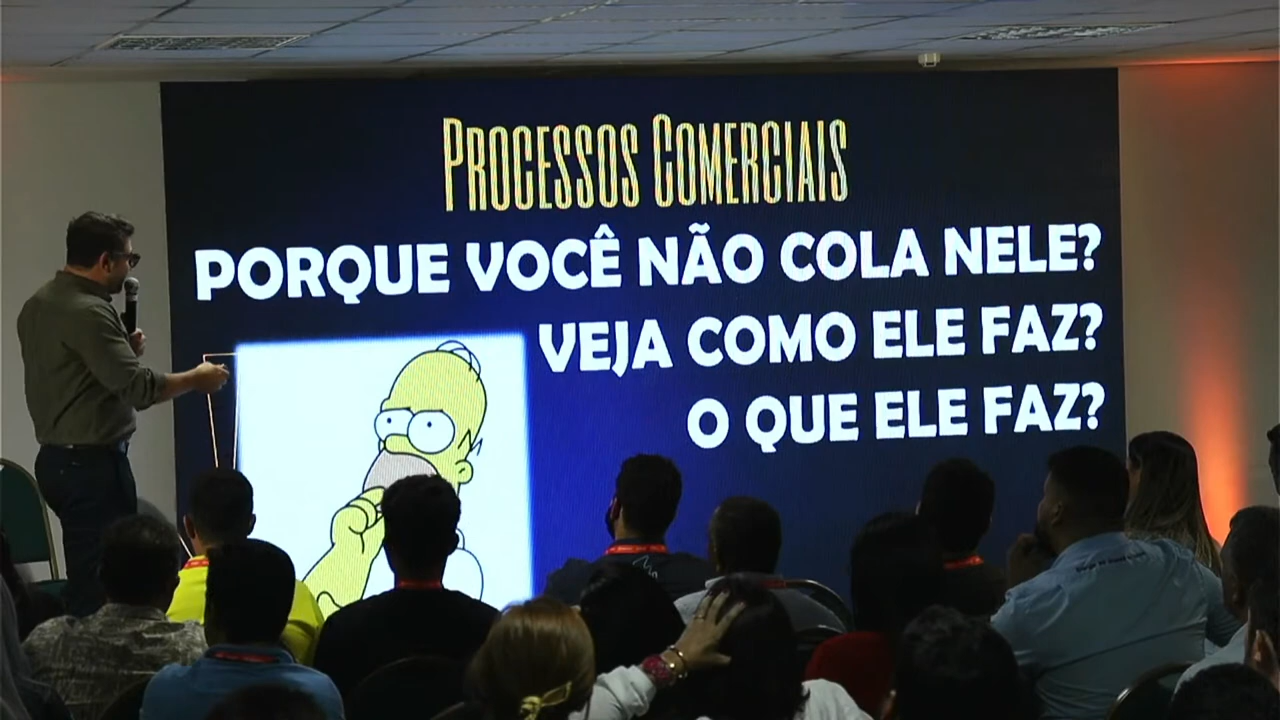 PROCESSOS COMERCIAIS
PORQUE VOCÊ NÃO COLA NELE?
VEJA COMO ELE FAZ?
O QUE ELE FAZ?